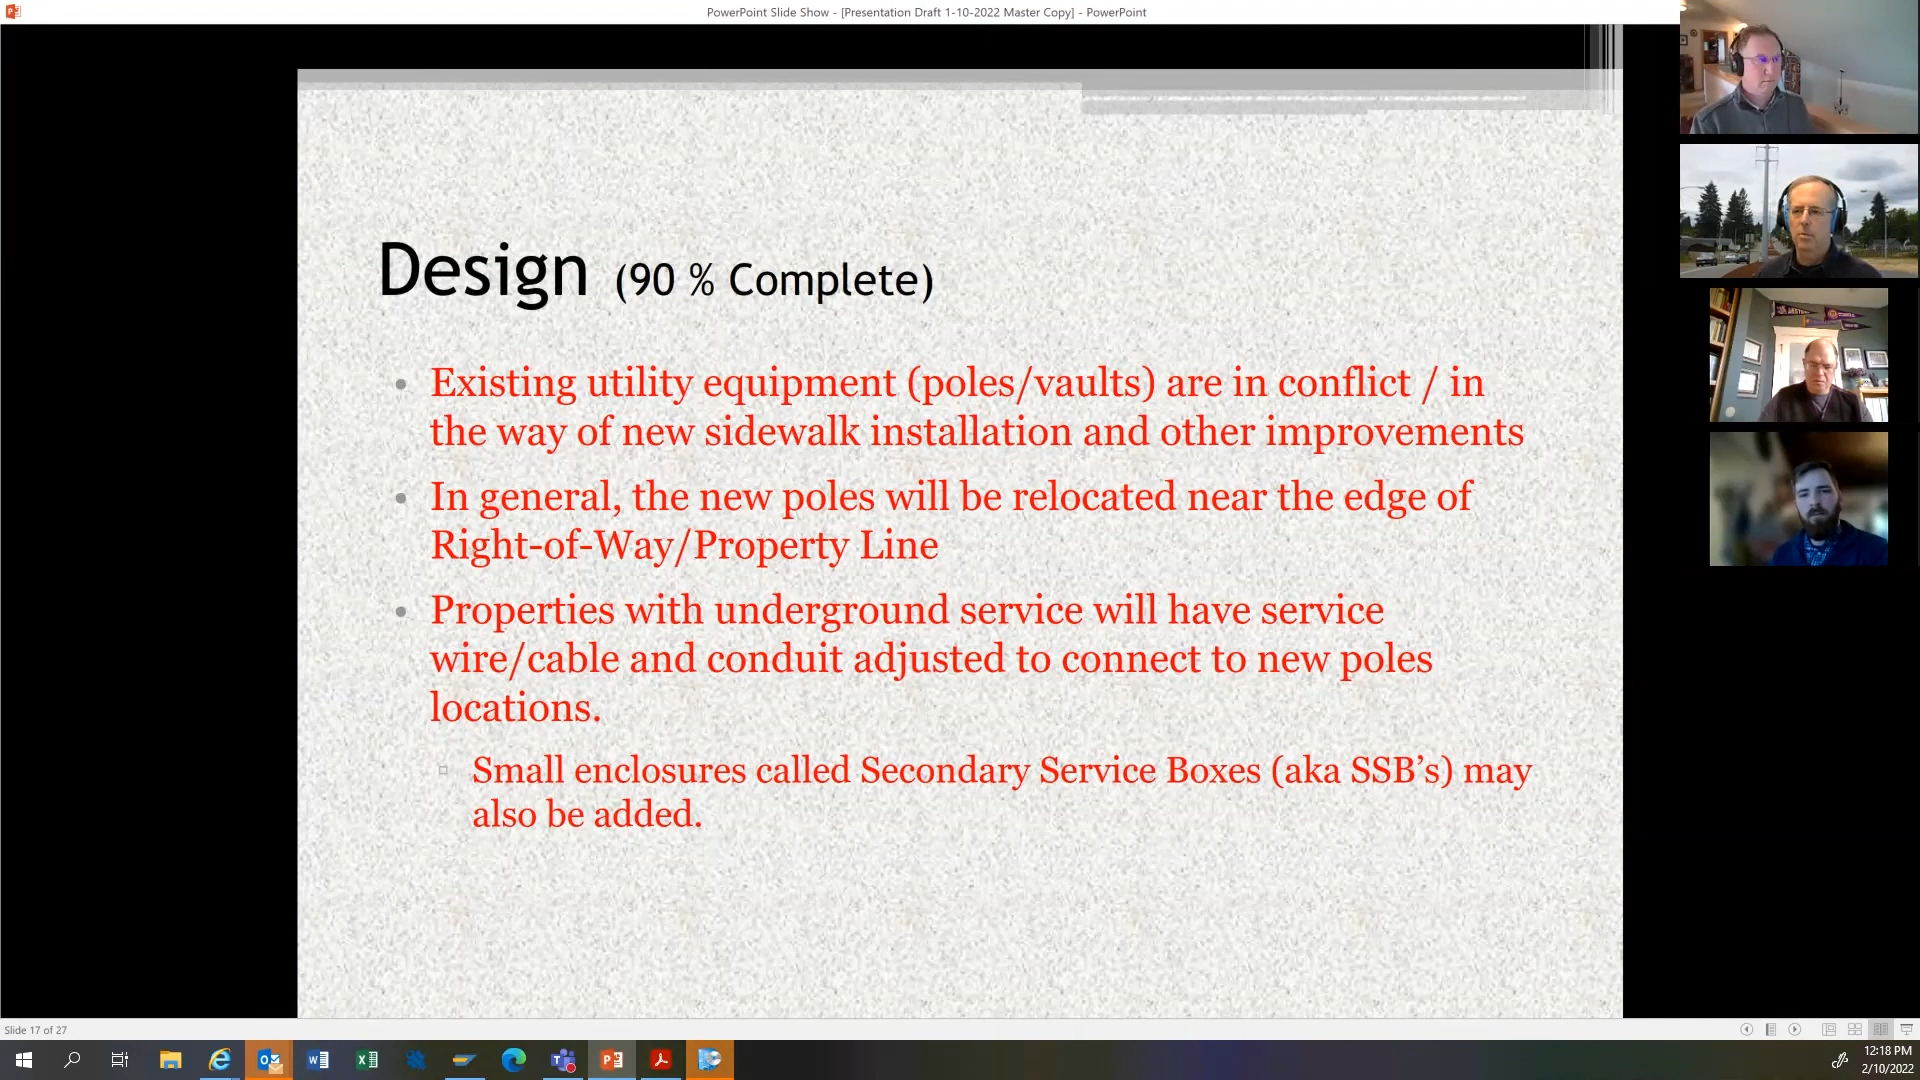 PowerPoint Slide Show - [Presentation Draft 1-10-2022 Master Copy] - PowerPoint
Design (90 % Complete)
Existing utility equipment (poles/vaults) are in conflict / in
the way of new sidewalk installation and other improvements
In general, the new poles will be relocated near the edge of
Right-of-Way/Property Line
Properties with underground service will have service
wire/cable and conduit adjusted to connect to new poles
locations.
Small enclosures called Secondary Service Boxes (aka SSB’s) may
also be added.
Slide 17 of 27
12:18 PM
2/10/2022